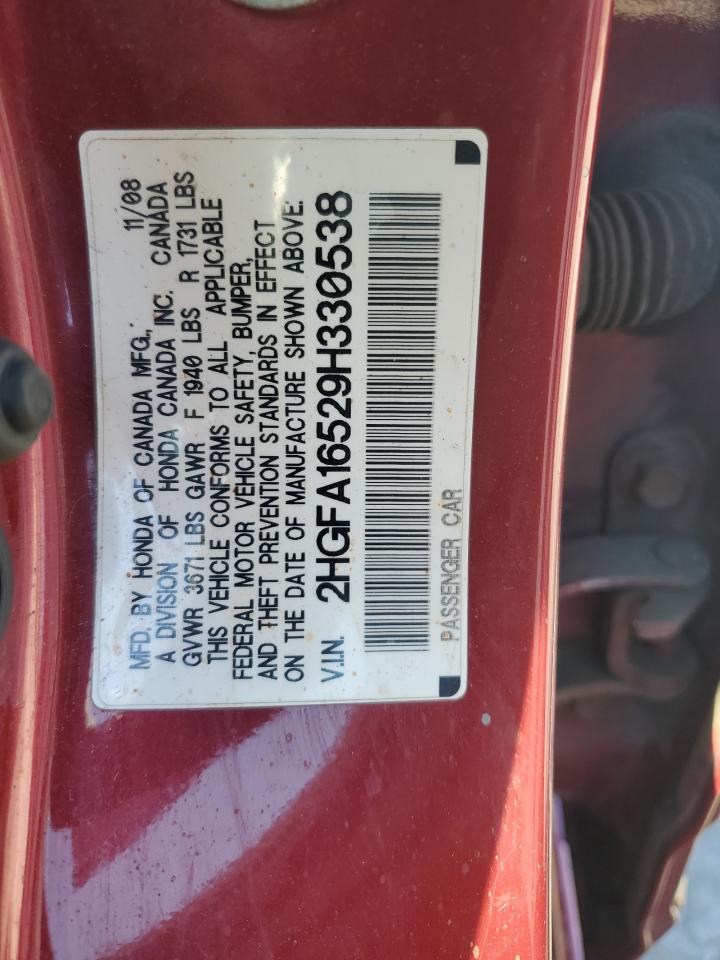 MFD. BY HONDA OF CANADA MFG., 11/08
A DIVISION OF HONDA CANADA INC. CANADA
GVWR 3671 LBS GAWR F 1940 LBS R 1731 LBS
THIS VEHICLE CONFORMS TO ALL APPLICABLE
FEDERAL MOTOR VEHICLE SAFETY, BUMPER,
AND THEFT PREVENTION STANDARDS IN EFFECT
ON THE DATE OF MANUFACTURE SHOWN ABOVE.
V.I.N. 2HGFA16529H330538
PASSENGER CAR